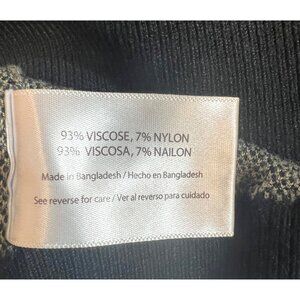 93% VISCOSE, 7% NYLON
93% VISCOSA, 7% NAILON
Made in Bangladesh / Hecho en Bangladesh
See reverse for care / Ver al reverso para cuidado